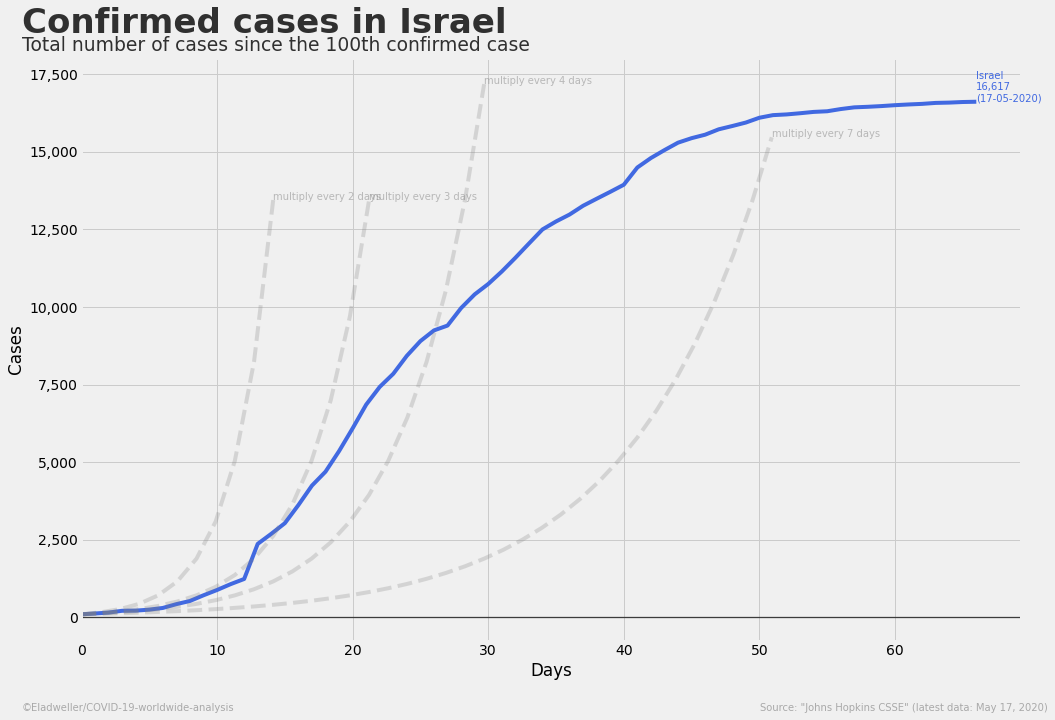 Confirmed cases in Israel
Total number of cases since the 100th confirmed case
17,500
15,000
12,500
10,000
7,500
5,000
2,500
0
Cases
multiply every 4 days
Israel
16,617
(17-05-2020)
multiply every 7 days
multiply every 2 days
multiply every 3 days
0 10 20 30 40 50 60
Days
©Eladweller/COVID-19-worldwide-analysis
Source: "Johns Hopkins CSSE" (latest data: May 17, 2020)